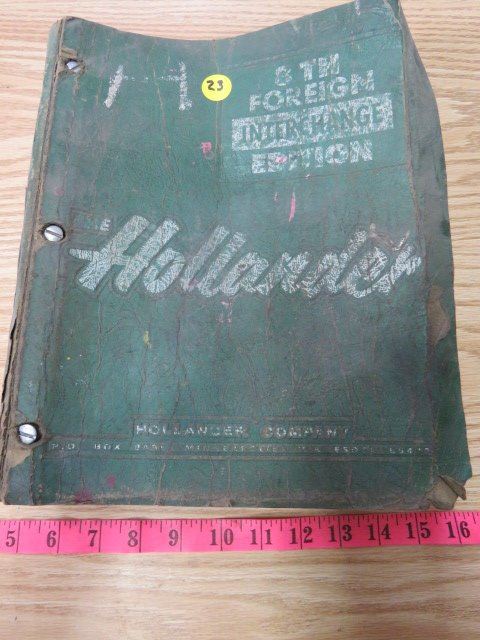 23
8 TH
FOREIGN
INTERCHANGE
EDITION
THE
Hollander
HOLLANDER COMPANY
P.O. BOX
5 6 7 8 9 10 11 12 13 14 15 16